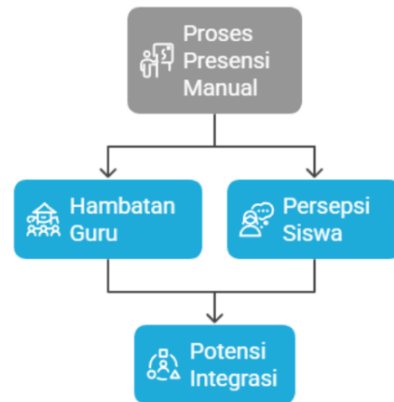 Proses
Presensi
Manual
Hambatan
Guru
Persepsi
Siswa
Potensi
Integrasi